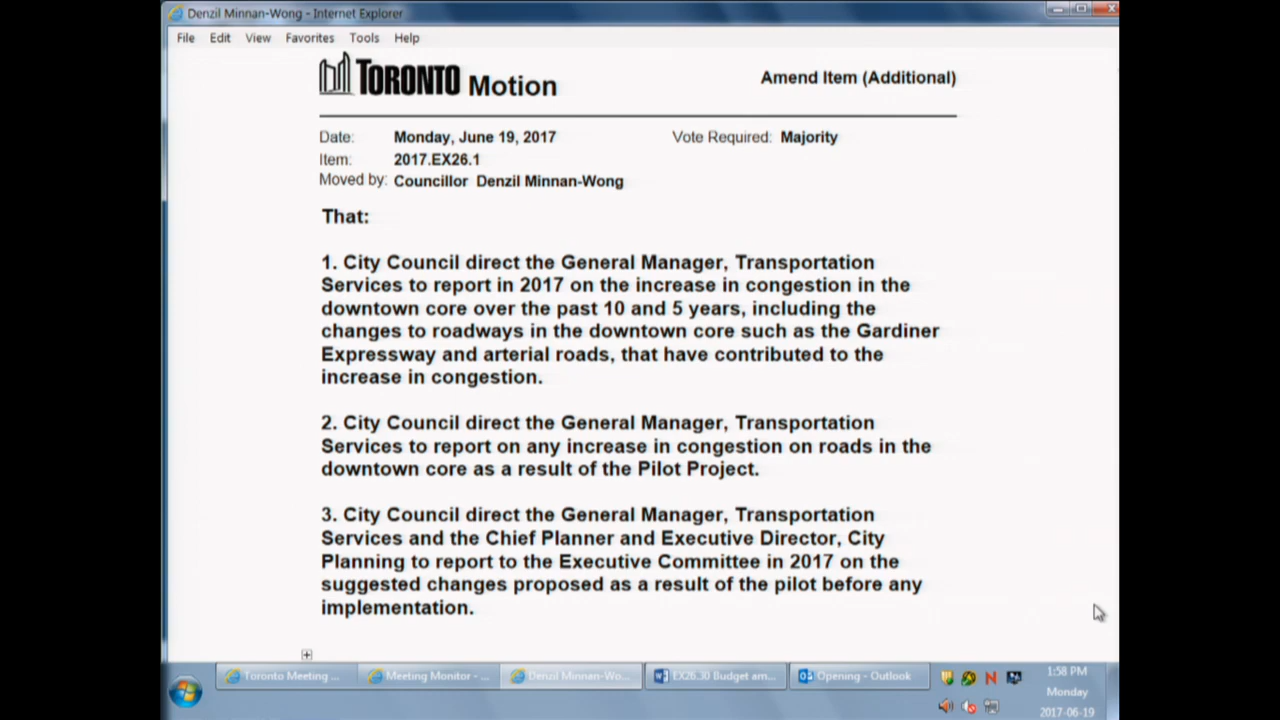 Denzil Minnan-Wong - Internet Explorer
File Edit View Favorites Tools Help
TORONTO Motion
Amend Item (Additional)
Date: Monday, June 19, 2017 Vote Required: Majority
Item: 2017.EX26.1
Moved by: Councillor Denzil Minnan-Wong
That:
1. City Council direct the General Manager, Transportation
Services to report in 2017 on the increase in congestion in the
downtown core over the past 10 and 5 years, including the
changes to roadways in the downtown core such as the Gardiner
Expressway and arterial roads, that have contributed to the
increase in congestion.
2. City Council direct the General Manager, Transportation
Services to report on any increase in congestion on roads in the
downtown core as a result of the Pilot Project.
3. City Council direct the General Manager, Transportation
Services and the Chief Planner and Executive Director, City
Planning to report to the Executive Committee in 2017 on the
suggested changes proposed as a result of the pilot before any
implementation.
Toronto Meeting ... Meeting Monitor - ... Denzil Minnan-Wo... EX26.30 Budget am... Opening - Outlook
1:58 PM
Monday
2017-06-19